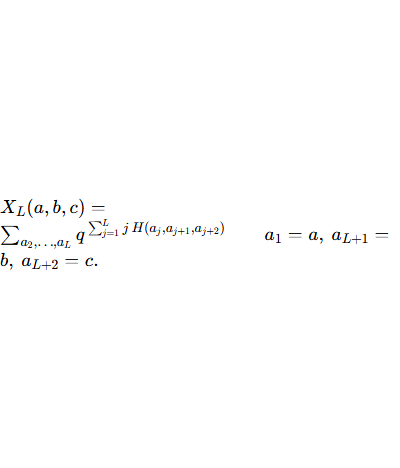 X_L(a, b, c) =
∑_{a_2,…,a_L} q^{∑_{j=1}^{L} j H(a_j,a_{j+1},a_{j+2})}    a_1 = a, a_{L+1} =
b, a_{L+2} = c.